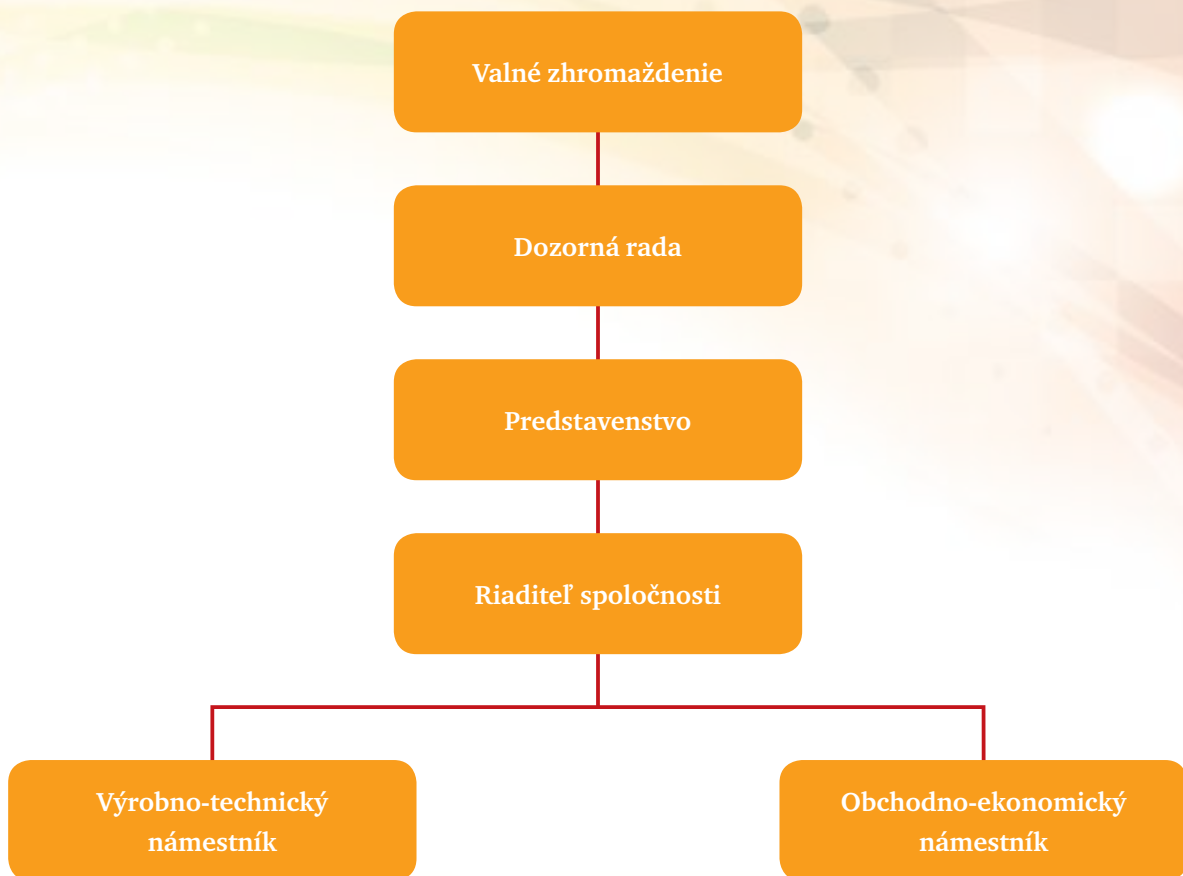 Valné zhromaždenie
Dozorná rada
Predstavenstvo
Riaditeľ spoločnosti
Výrobno-technický
námestník
Obchodno-ekonomický
námestník